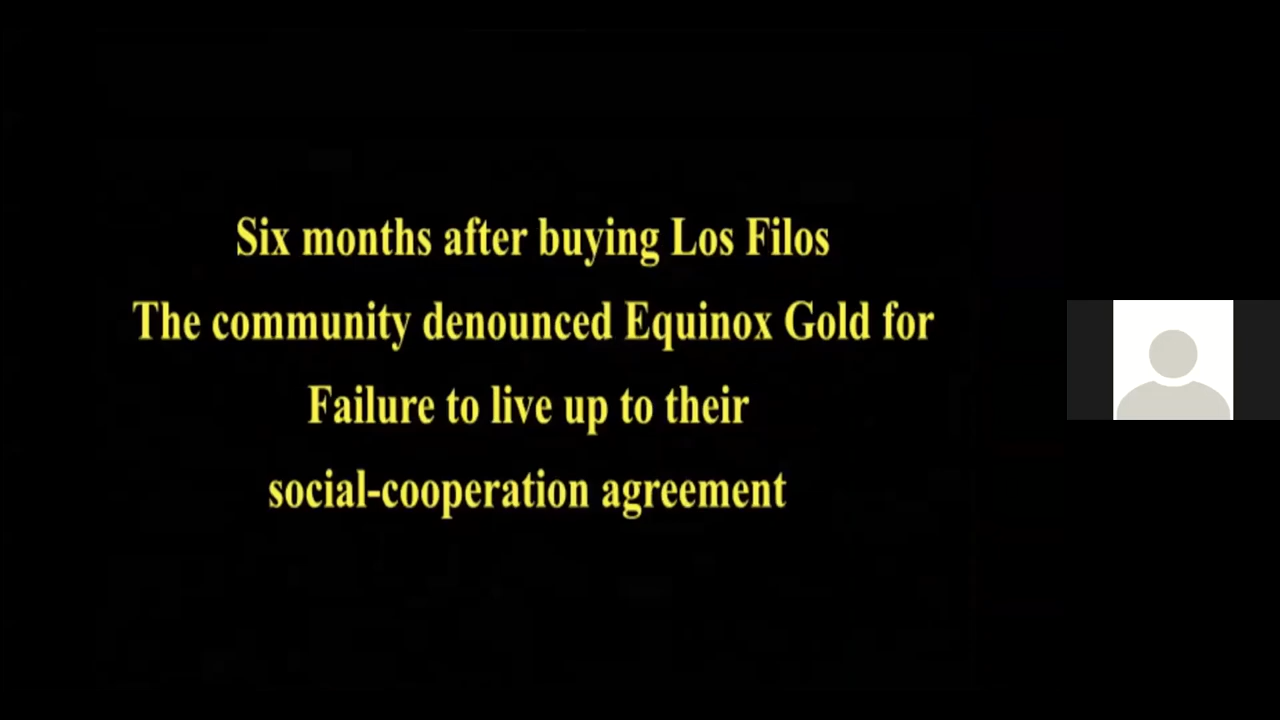 Six months after buying Los Filos
The community denounced Equinox Gold for
Failure to live up to their
social-cooperation agreement